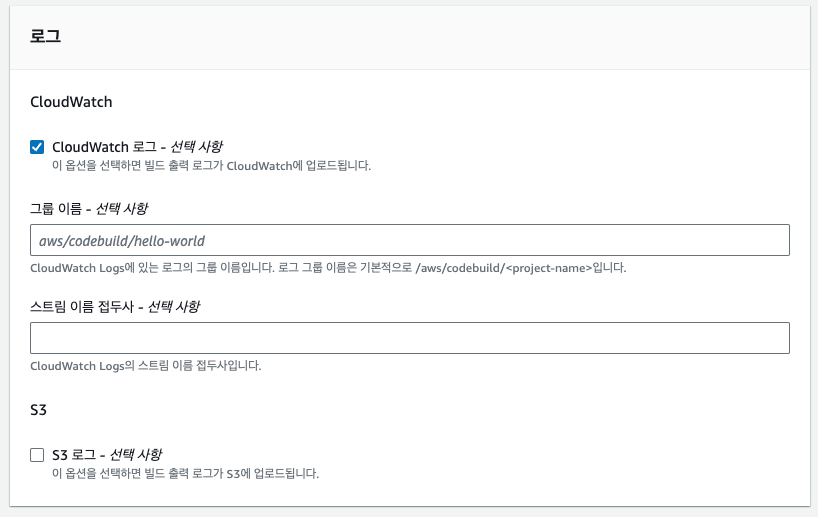 로그
CloudWatch
CloudWatch 로그 - 선택 사항
이 옵션을 선택하면 빌드 출력 로그가 CloudWatch에 업로드됩니다.
그룹 이름 - 선택 사항
aws/codebuild/hello-world
CloudWatch Logs에 있는 로그의 그룹 이름입니다. 로그 그룹 이름은 기본적으로 /aws/codebuild/<project-name>입니다.
스트림 이름 접두사 - 선택 사항
CloudWatch Logs의 스트림 이름 접두사입니다.
S3
S3 로그 - 선택 사항
이 옵션을 선택하면 빌드 출력 로그가 S3에 업로드됩니다.